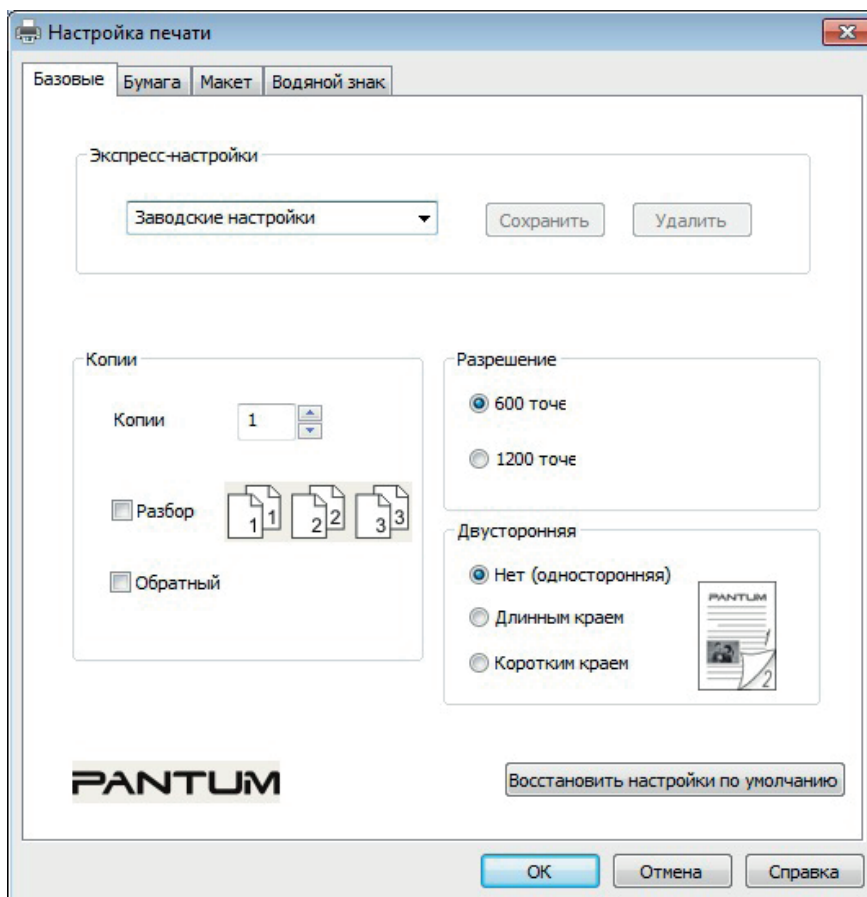 Настройка печати
Базовые Бумага Макет Водяной знак
Экспресс-настройки
Заводские настройки Сохранить Удалить
Копии
Копии 1
Разбор 1 1 2 2 3 3
Обратный
Разрешение
600 точе
1200 точе
Двусторонняя
Нет (односторонняя)
Длинным краем
Коротким краем
PANTUM
1
2
PANTUM
Восстановить настройки по умолчанию
OK Отмена Справка